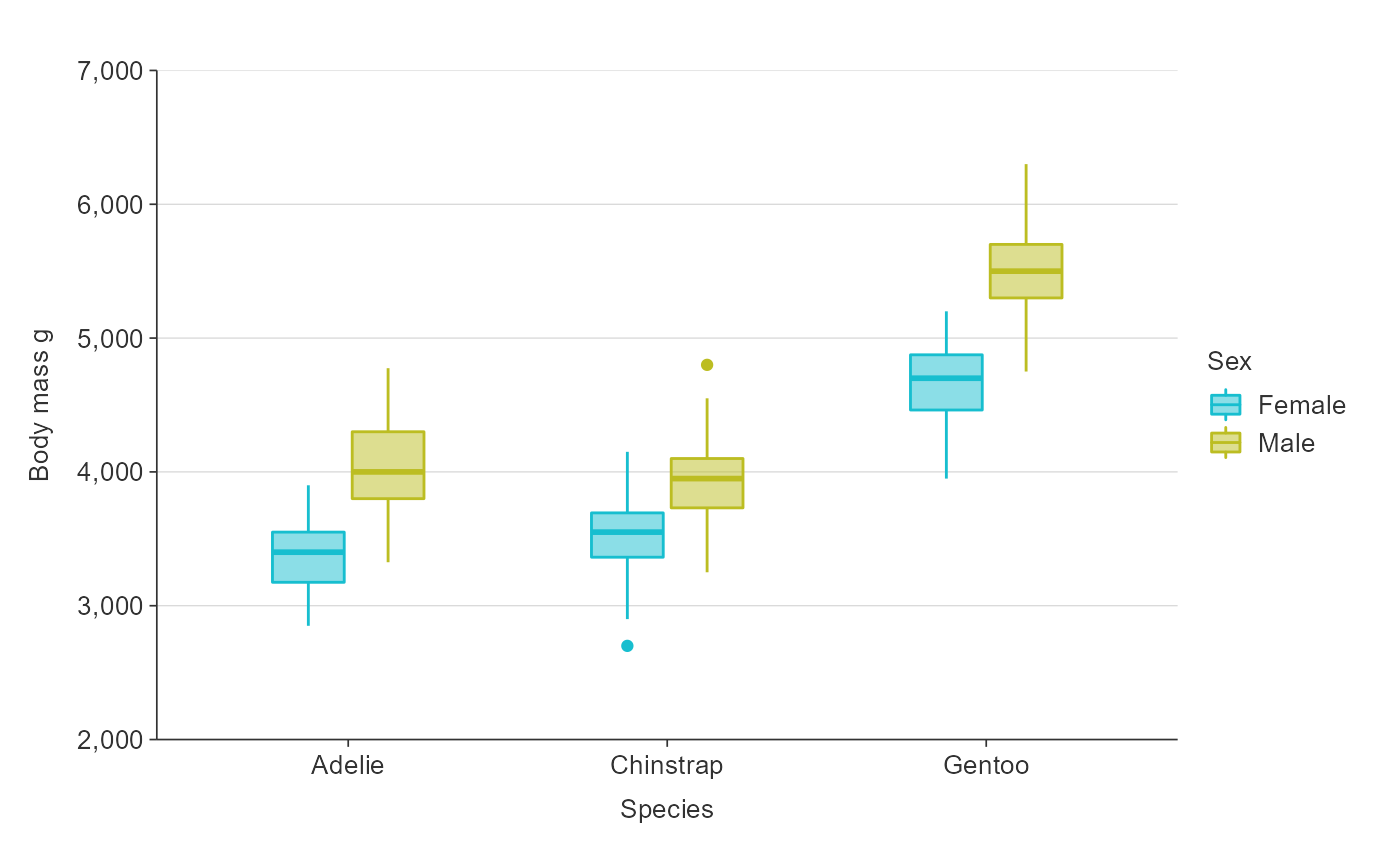 7,000
6,000
5,000
4,000
3,000
2,000
Body mass g
Adelie
Chinstrap
Gentoo
Species
Sex
Female
Male